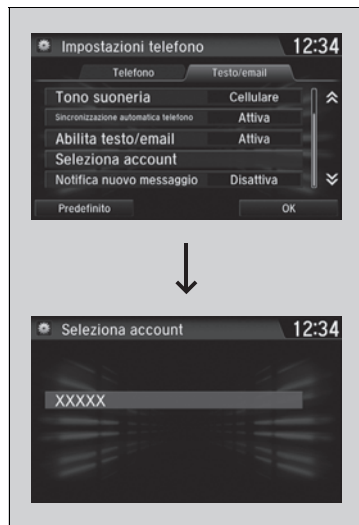 Impostazioni telefono 12:34
Telefono Testo/email
Tono suoneria Cellulare
Sincronizzazione automatica telefono Attiva
Abilita testo/email Attiva
Seleziona account
Notifica nuovo messaggio Disattiva
Predefinito OK
Seleziona account 12:34
XXXXX